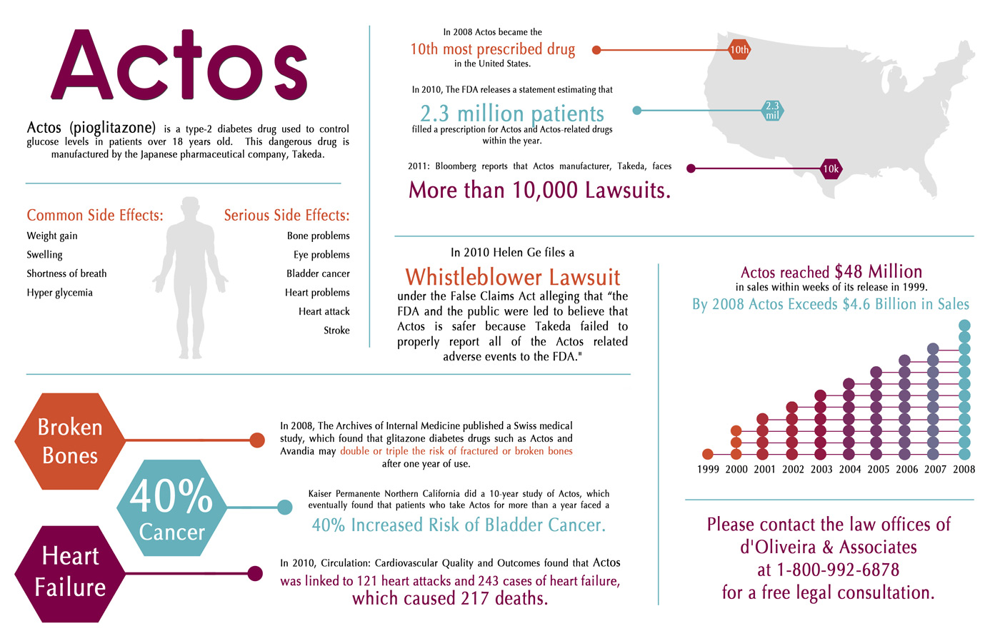 Actos
Actos (pioglitazone) is a type-2 diabetes drug used to control
glucose levels in patients over 18 years old. This dangerous drug is
manufactured by the Japanese pharmaceutical company, Takeda.
Common Side Effects:
Weight gain
Swelling
Shortness of breath
Hyper glycemia
Serious Side Effects:
Bone problems
Eye problems
Bladder cancer
Heart problems
Heart attack
Stroke
In 2008 Actos became the
10th most prescribed drug
in the United States.
10th
In 2010, The FDA releases a statement estimating that
2.3 million patients
filled a prescription for Actos and Actos-related drugs
within the year.
2.3
mil
2011: Bloomberg reports that Actos manufacturer, Takeda, faces
More than 10,000 Lawsuits.
10k
In 2010 Helen Ge files a
Whistleblower Lawsuit
under the False Claims Act alleging that “the
FDA and the public were led to believe that
Actos is safer because Takeda failed to
properly report all of the Actos related
adverse events to the FDA."
Actos reached $48 Million
in sales within weeks of its release in 1999.
By 2008 Actos Exceeds $4.6 Billion in Sales
1999 2000 2001 2002 2003 2004 2005 2006 2007 2008
Broken
Bones
In 2008, The Archives of Internal Medicine published a Swiss medical
study, which found that glitazone diabetes drugs such as Actos and
Avandia may double or triple the risk of fractured or broken bones
after one year of use.
40%
Cancer
Kaiser Permanente Northern California did a 10-year study of Actos, which
eventually found that patients who take Actos for more than a year faced a
40% Increased Risk of Bladder Cancer.
Heart
Failure
In 2010, Circulation: Cardiovascular Quality and Outcomes found that Actos
was linked to 121 heart attacks and 243 cases of heart failure,
which caused 217 deaths.
Please contact the law offices of
d'Oliveira & Associates
at 1-800-992-6878
for a free legal consultation.